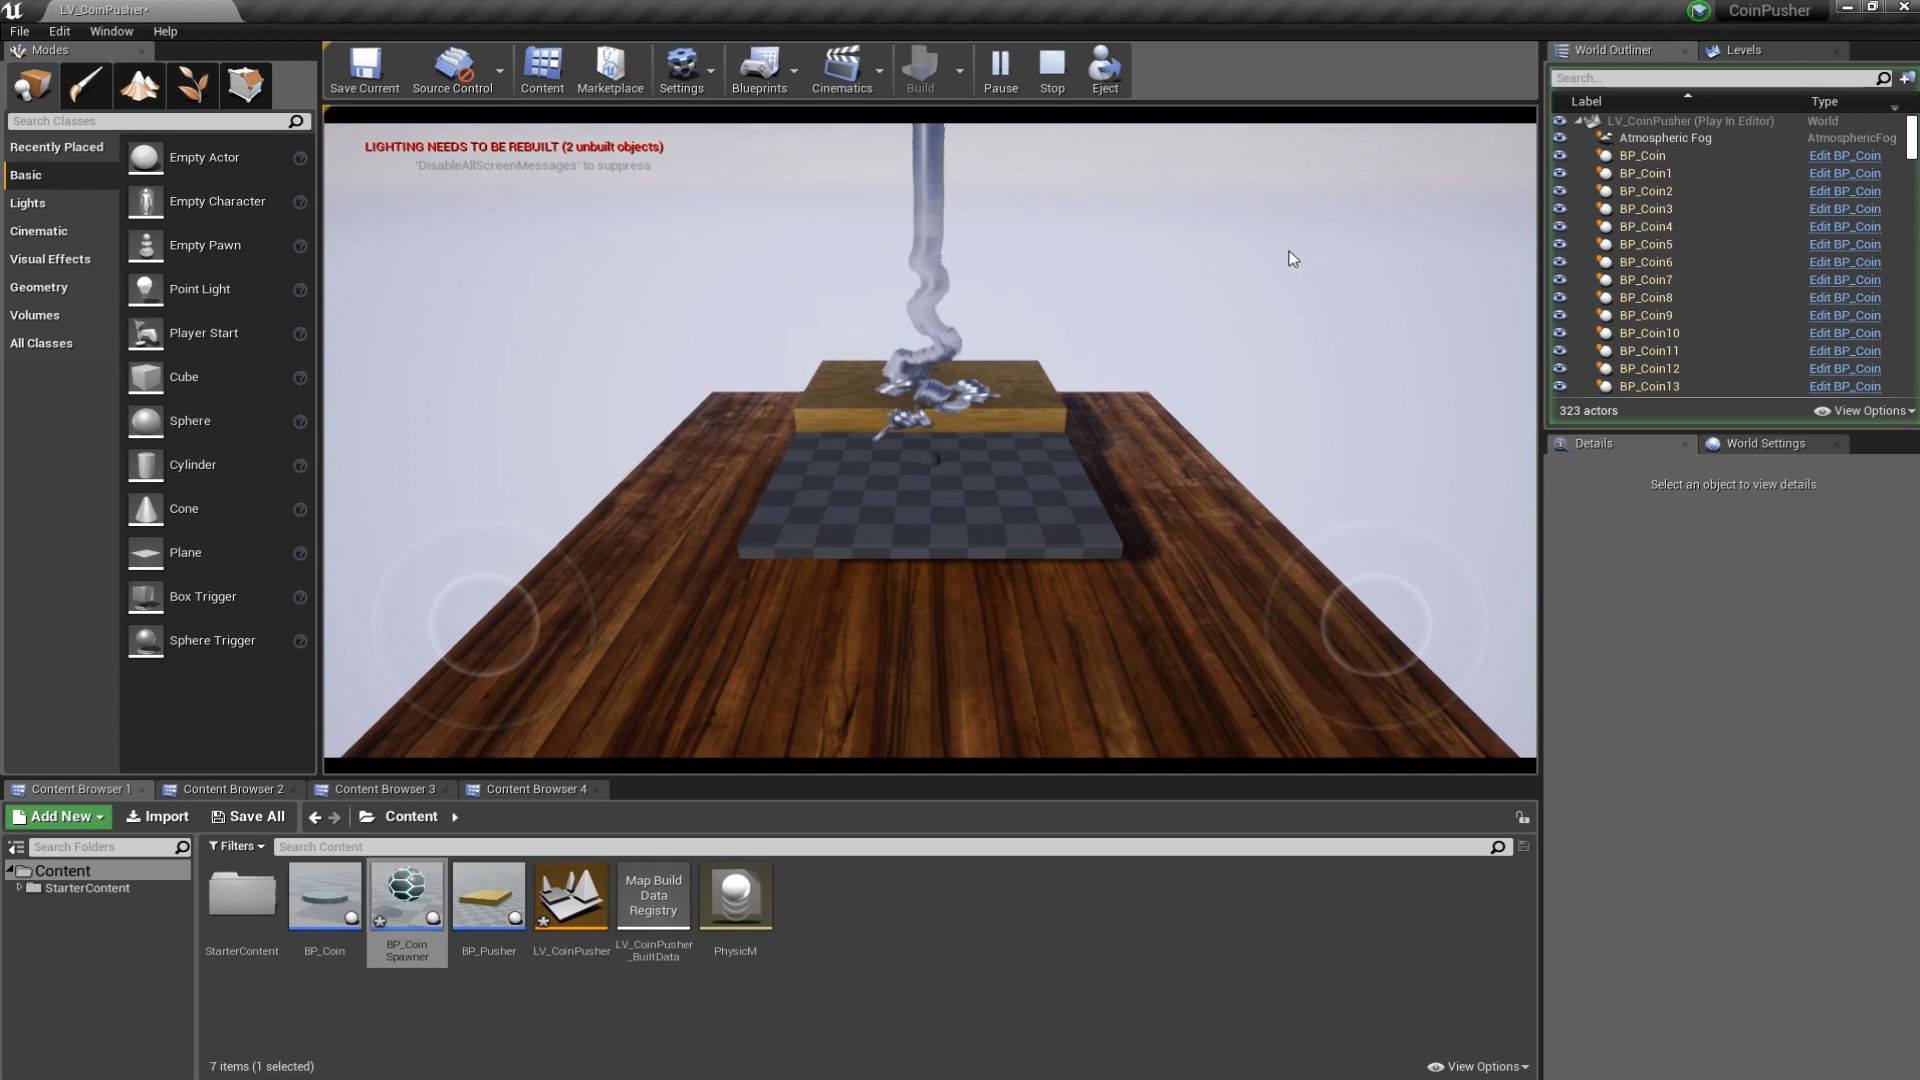 LV_CoinPusher*
CoinPusher
File
Edit
Window
Help
Modes
Search Classes
Recently Placed
Basic
Lights
Cinematic
Visual Effects
Geometry
Volumes
All Classes
Empty Actor
Empty Character
Empty Pawn
Point Light
Player Start
Cube
Sphere
Cylinder
Cone
Plane
Box Trigger
Sphere Trigger
Save Current
Source Control
Content
Marketplace
Settings
Blueprints
Cinematics
Build
Pause
Stop
Eject
LIGHTING NEEDS TO BE REBUILT (2 unbuilt objects)
'DisableAllScreenMessages' to suppress
World Outliner
Levels
Search...
Label
Type
LV_CoinPusher (Play In Editor) World
Atmospheric Fog AtmosphericFog
BP_Coin Edit BP_Coin
BP_Coin1 Edit BP_Coin
BP_Coin2 Edit BP_Coin
BP_Coin3 Edit BP_Coin
BP_Coin4 Edit BP_Coin
BP_Coin5 Edit BP_Coin
BP_Coin6 Edit BP_Coin
BP_Coin7 Edit BP_Coin
BP_Coin8 Edit BP_Coin
BP_Coin9 Edit BP_Coin
BP_Coin10 Edit BP_Coin
BP_Coin11 Edit BP_Coin
BP_Coin12 Edit BP_Coin
BP_Coin13 Edit BP_Coin
323 actors
View Options
Details
World Settings
Select an object to view details.
Content Browser 1
Content Browser 2
Content Browser 3
Content Browser 4
Add New
Import
Save All
Content
Search Folders
Filters
Search Content
Content
StarterContent
StarterContent
BP_Coin
BP_Coin
Spawner
BP_Pusher
LV_CoinPusher
Map Build
Data
Registry
LV_CoinPusher
_BuiltData
PhysicM
7 items (1 selected)
View Options